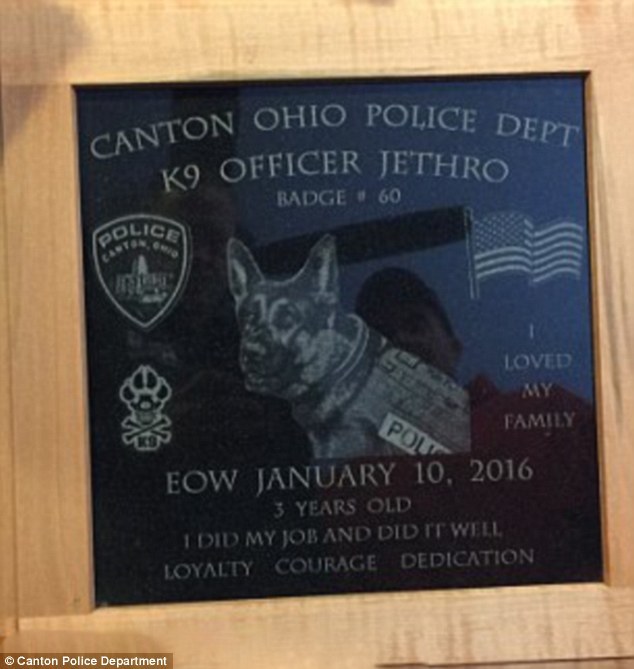 CANTON OHIO POLICE DEPT
K9 OFFICER JETHRO
BADGE # 60
POLICE
CANTON, OHIO
K9
I
LOVED
MY
FAMILY
EOW JANUARY 10, 2016
3 YEARS OLD
I DID MY JOB AND DID IT WELL
LOYALTY COURAGE DEDICATION
© Canton Police Department